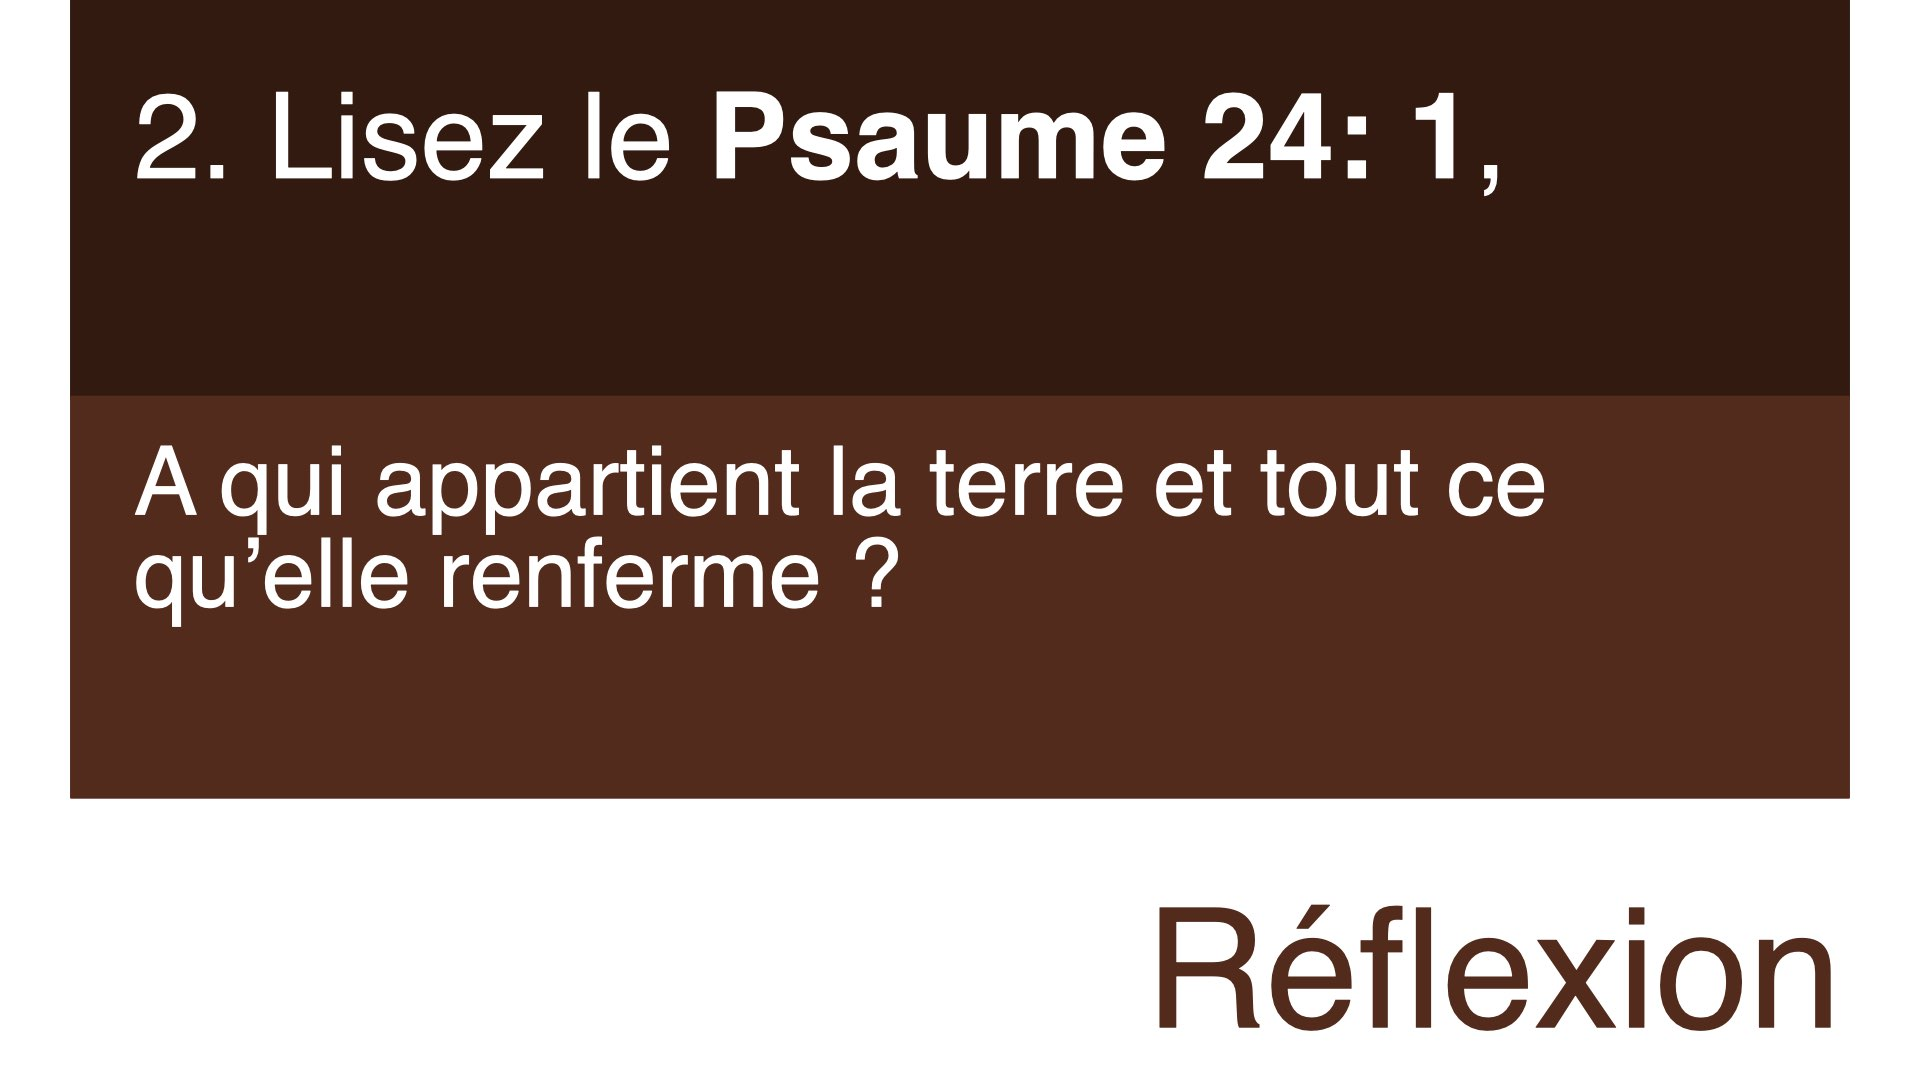 2. Lisez le Psaume 24: 1,
A qui appartient la terre et tout ce
qu’elle renferme ?
Réflexion